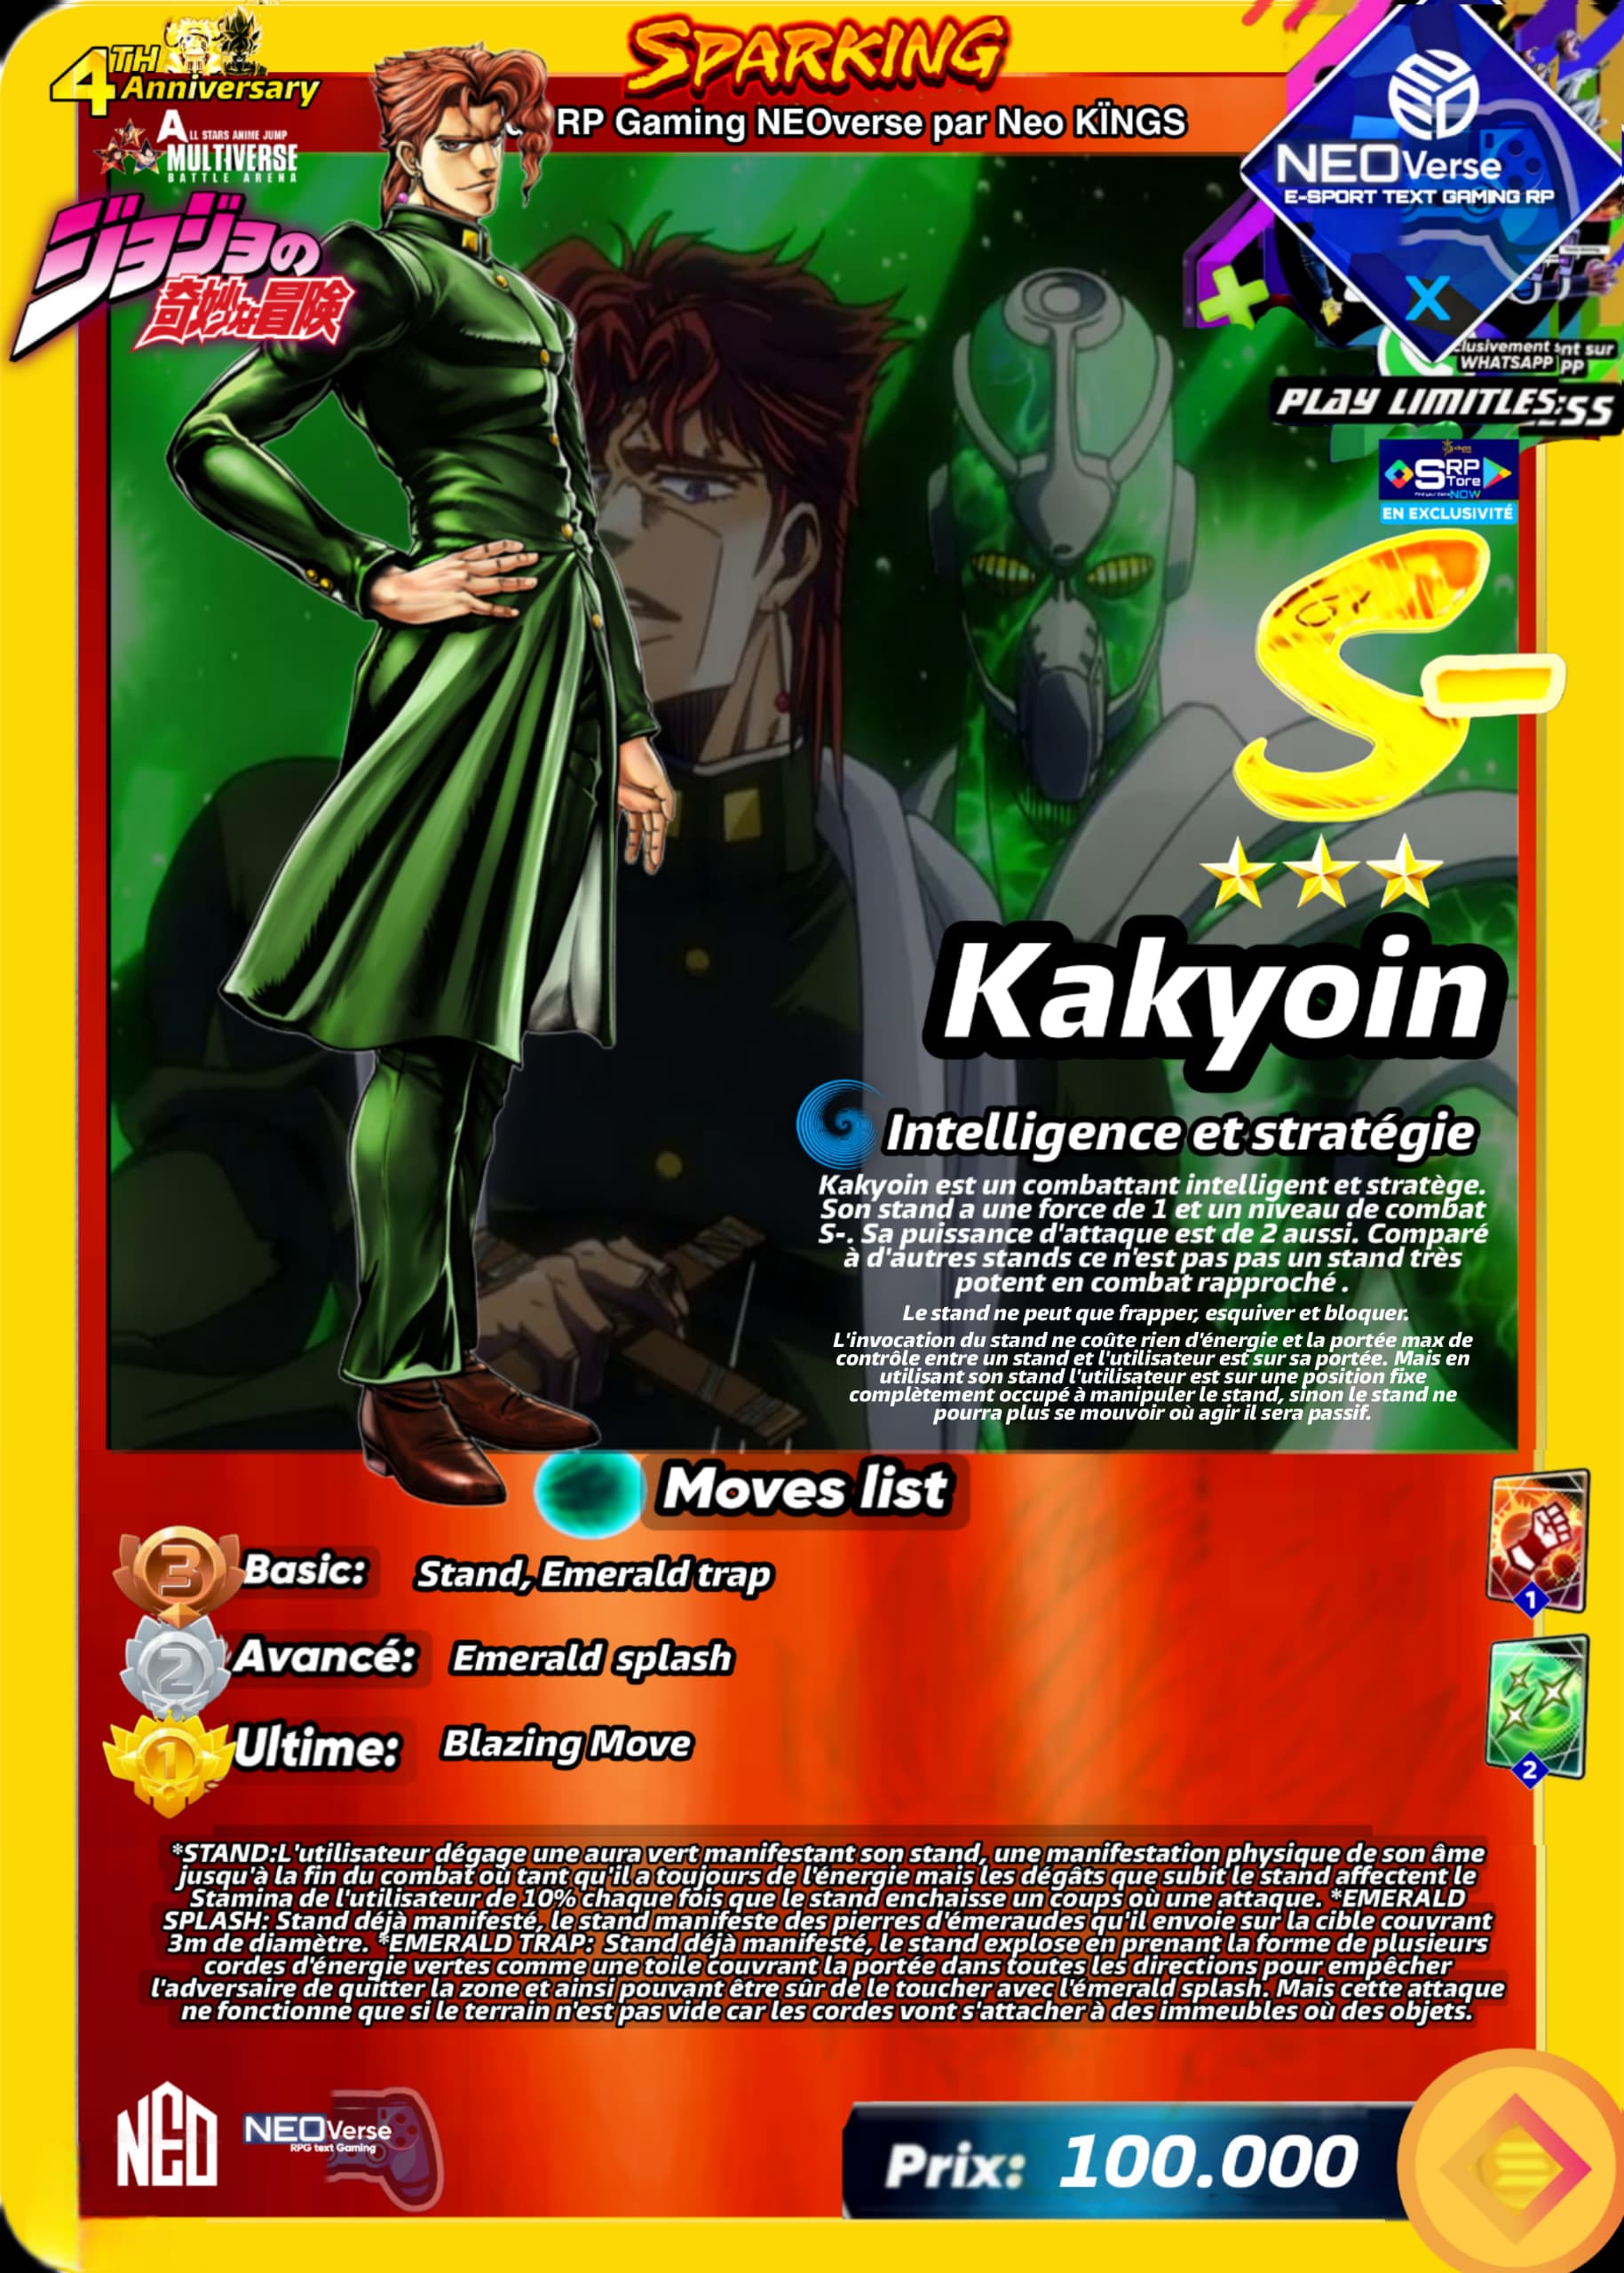 4TH
Anniversary
SPARKING
RP Gaming NEOverse par Neo KÏNGS
ALL STARS ANIME JUMP
MULTIVERSE
BATTLE ARENA
ジョジョの
奇妙な冒険
NEOVerse
E-SPORT TEXT GAMING RP
X
clusivement
WHATSAPP
nt sur
PP
PLAY LIMITLES:SS
SRP
Tore
NOW
EN EXCLUSIVITÉ
S-
Kakyoin
Intelligence et stratégie
Kakyoin est un combattant intelligent et stratège.
Son stand a une force de 1 et un niveau de combat
S-. Sa puissance d'attaque est de 2 aussi. Comparé
à d'autres stands ce n'est pas pas un stand très
potent en combat rapproché .
Le stand ne peut que frapper, esquiver et bloquer.
L'invocation du stand ne coûte rien d'énergie et la portée max de
contrôle entre un stand et l'utilisateur est sur sa portée. Mais en
utilisant son stand l'utilisateur est sur une position fixe
complètement occupé à manipuler le stand, sinon le stand ne
pourra plus se mouvoir où agir il sera passif.
Moves list
3 Basic: Stand, Emerald trap
1
2 Avancé: Emerald splash
1 Ultime: Blazing Move
2
*STAND:L'utilisateur dégage une aura vert manifestant son stand, une manifestation physique de son âme
jusqu'à la fin du combat où tant qu'il a toujours de l'énergie mais les dégâts que subit le stand affectent le
Stamina de l'utilisateur de 10% chaque fois que le stand enchaisse un coups où une attaque. *EMERALD
SPLASH: Stand déjà manifesté, le stand manifeste des pierres d'émeraudes qu'il envoie sur la cible couvrant
3m de diamètre. *EMERALD TRAP: Stand déjà manifesté, le stand explose en prenant la forme de plusieurs
cordes d'énergie vertes comme une toile couvrant la portée dans toutes les directions pour empêcher
l'adversaire de quitter la zone et ainsi pouvant être sûr de le toucher avec l'émerald splash. Mais cette attaque
ne fonctionne que si le terrain n'est pas vide car les cordes vont s'attacher à des immeubles où des objets.
NEO
NEOVerse
RPG text Gaming
Prix: 100.000